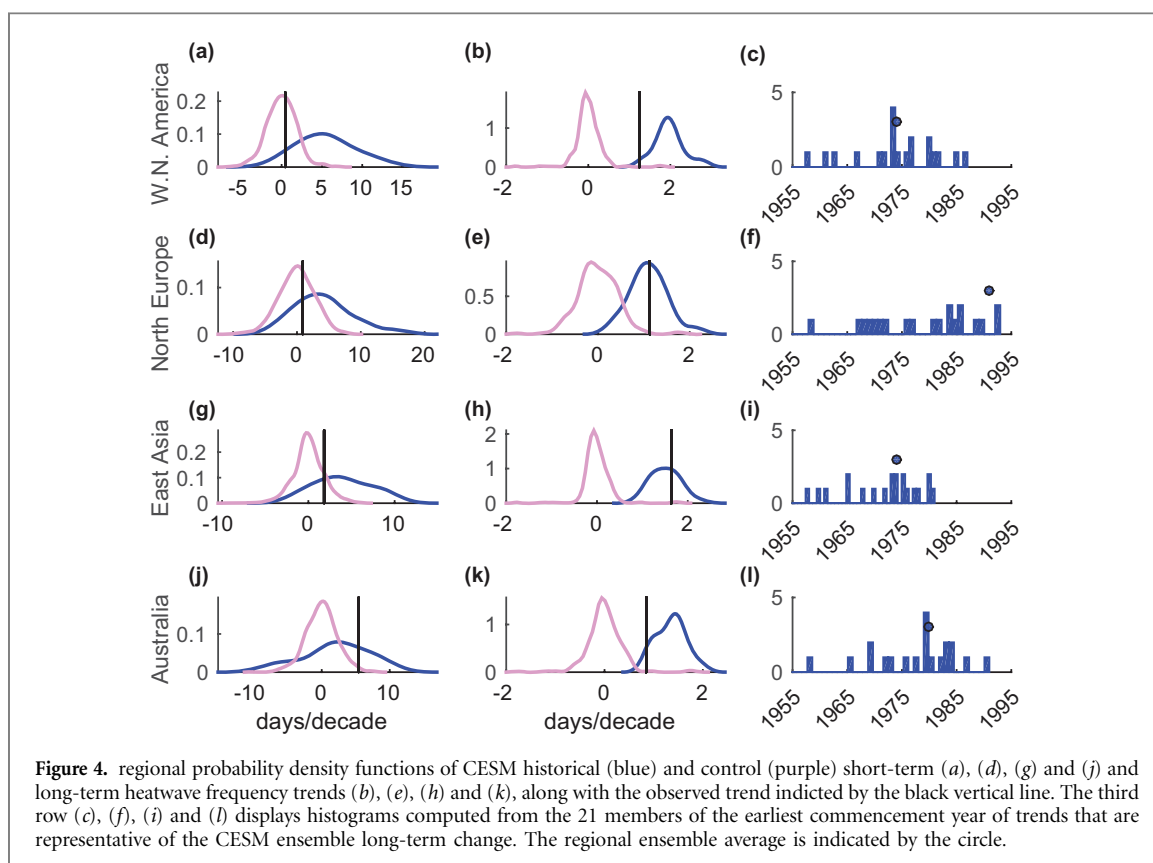 (a) (b) (c)
W.N. America
0.2
0.1
0
-5 0 5 10 15
1
0
-2 0 2
5
0
1955 1965 1975 1985 1995
(d) (e) (f)
North Europe
0.1
0
-10 0 10 20
0.5
0
-2 0 2
5
0
1955 1965 1975 1985 1995
(g) (h) (i)
East Asia
0.2
0.1
0
-10 0 10
2
1
0
-2 0 2
5
0
1955 1965 1975 1985 1995
(j) (k) (l)
Australia
0.1
0
-10 0 10
days/decade
1
0
-2 0 2
days/decade
5
0
1955 1965 1975 1985 1995
Figure 4. regional probability density functions of CESM historical (blue) and control (purple) short-term (a), (d), (g) and (j) and
long-term heatwave frequency trends (b), (e), (h) and (k), along with the observed trend indicted by the black vertical line. The third
row (c), (f), (i) and (l) displays histograms computed from the 21 members of the earliest commencement year of trends that are
representative of the CESM ensemble long-term change. The regional ensemble average is indicated by the circle.